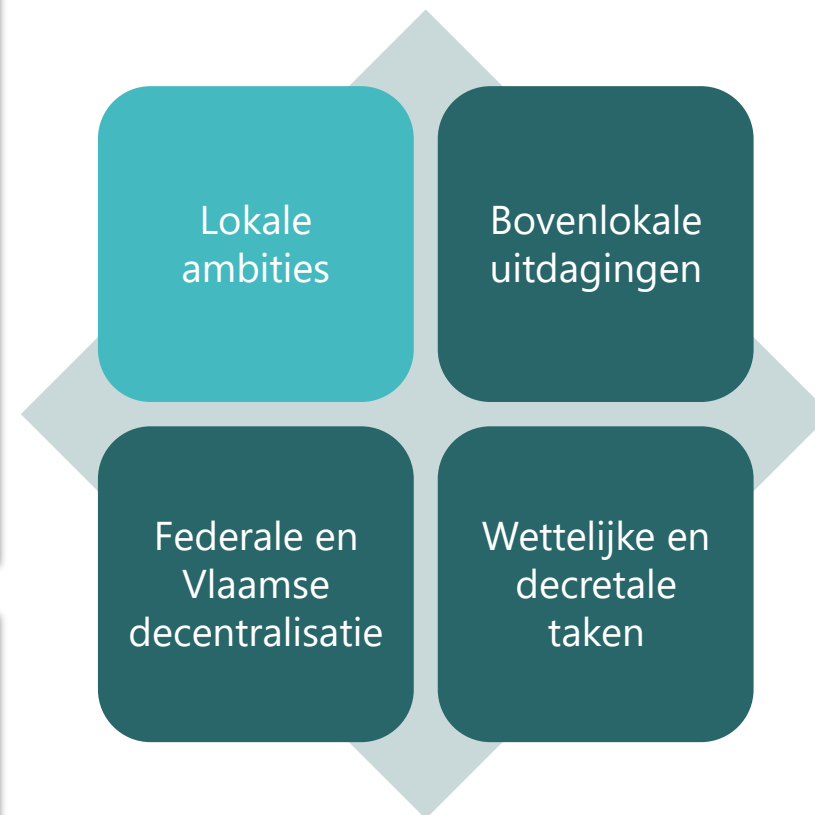 Lokale
ambities
Bovenlokale
uitdagingen
Federale en
Vlaamse
decentralisatie
Wettelijke en
decretale
taken